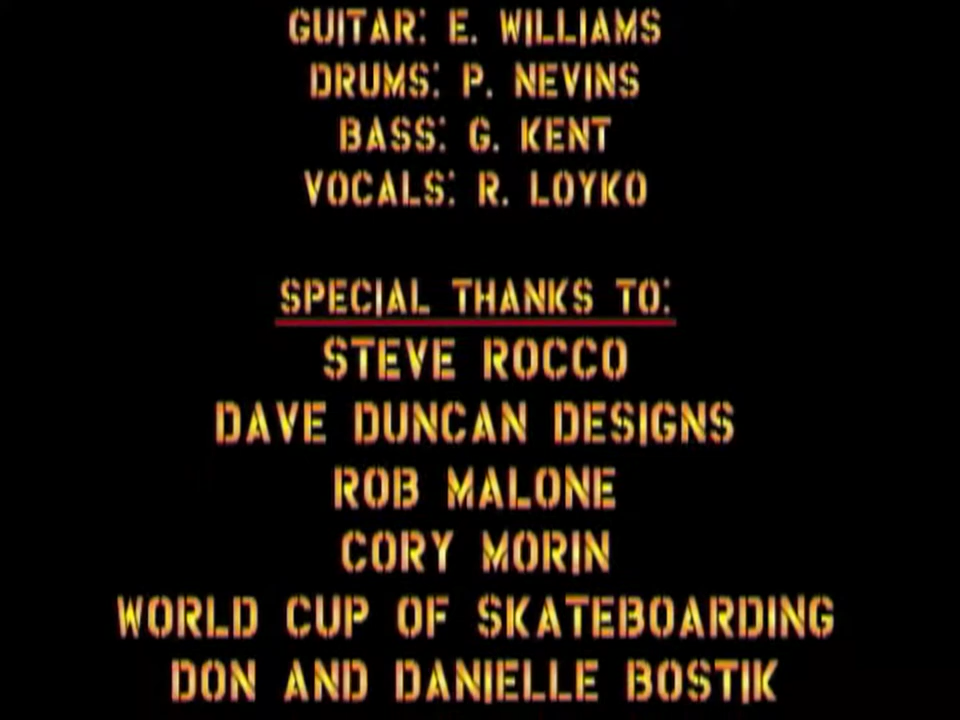 GUITAR: E. WILLIAMS
DRUMS: P. NEVINS
BASS: G. KENT
VOCALS: R. LOYKO
SPECIAL THANKS TO:
STEVE ROCCO
DAVE DUNCAN DESIGNS
ROB MALONE
CORY MORIN
WORLD CUP OF SKATEBOARDING
DON AND DANIELLE BOSTIK